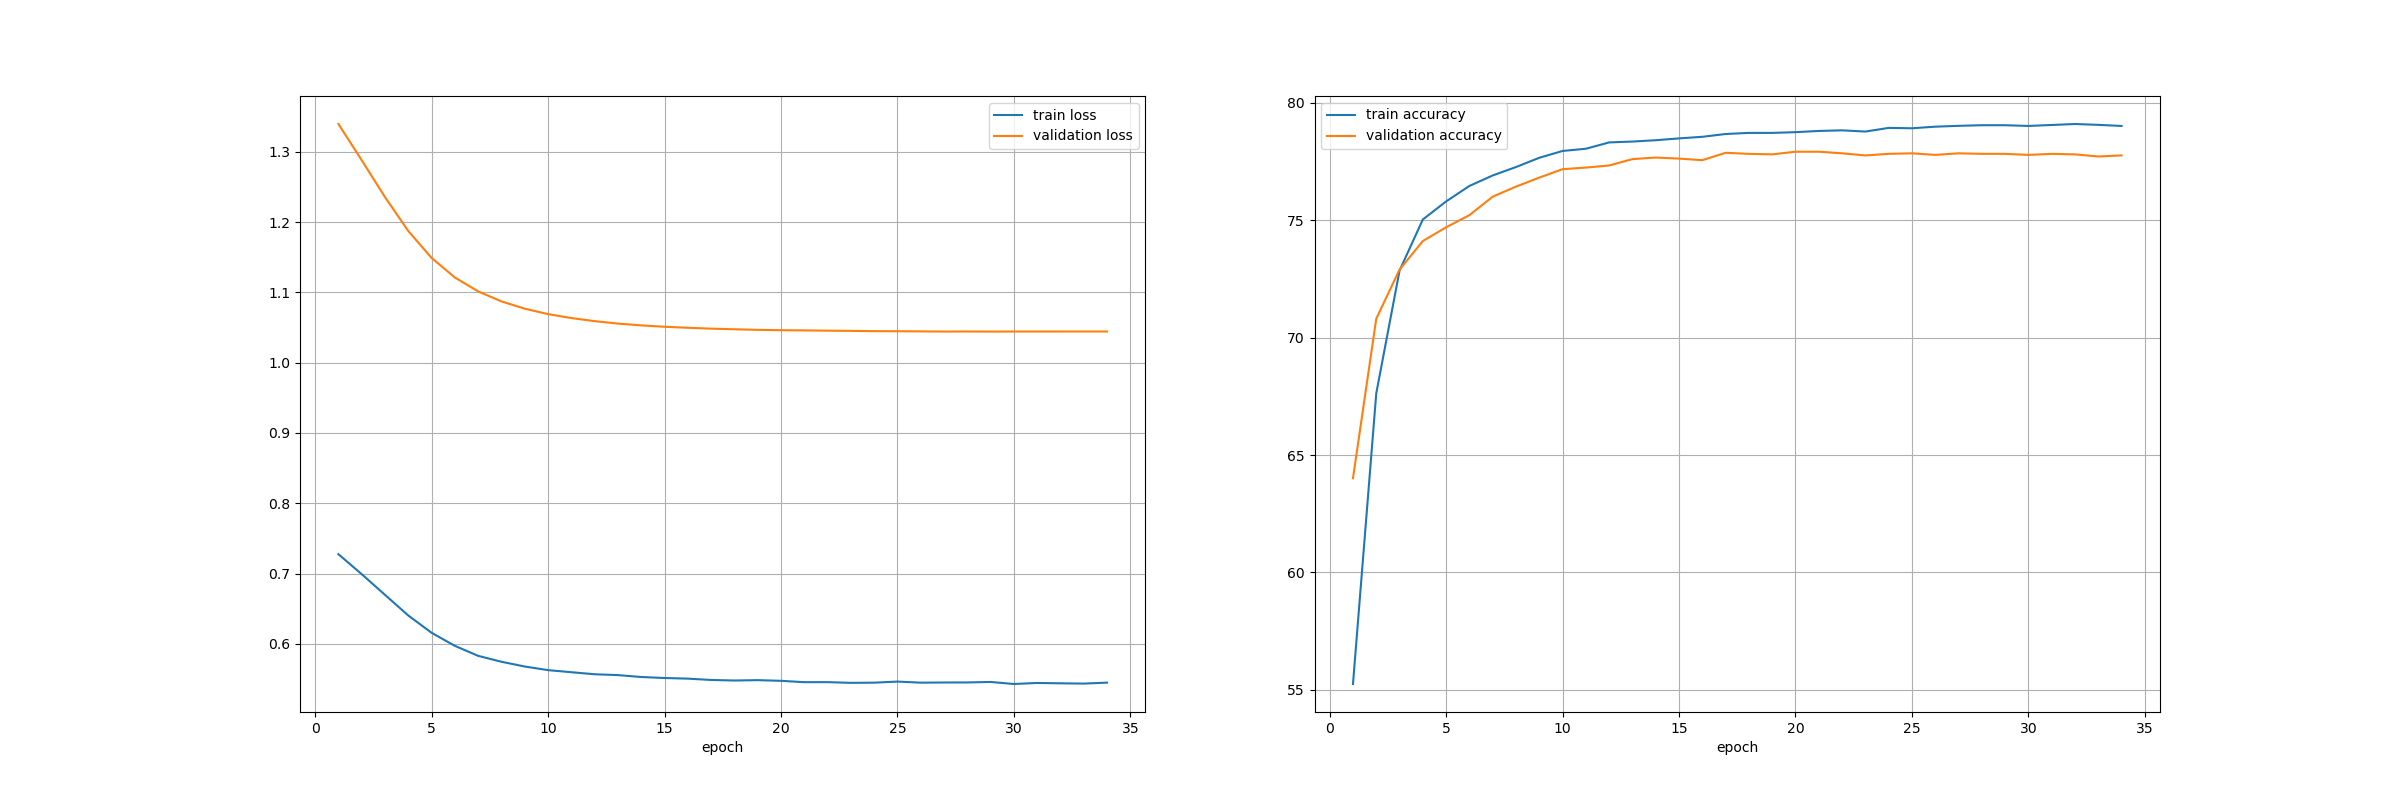 train loss
validation loss
1.3
1.2
1.1
1.0
0.9
0.8
0.7
0.6
0 5 10 15 20 25 30 35
epoch
train accuracy
validation accuracy
80
75
70
65
60
55
0 5 10 15 20 25 30 35
epoch